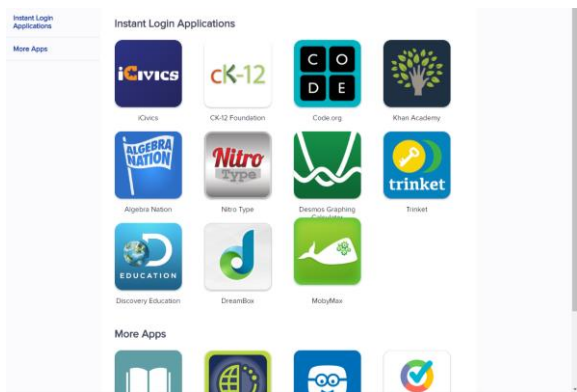 Instant Login
Applications
More Apps
Instant Login Applications
iCivics
cK-12
C O
D E
iCivics
CK-12 Foundation
Code.org
Khan Academy
ALGEBRA
NATION
Nitro
Type
trinket
Algebra Nation
Nitro Type
Desmos Graphing
Calculator
Trinket
D
EDUCATION
d
Discovery Education
DreamBox
MobyMax
More Apps